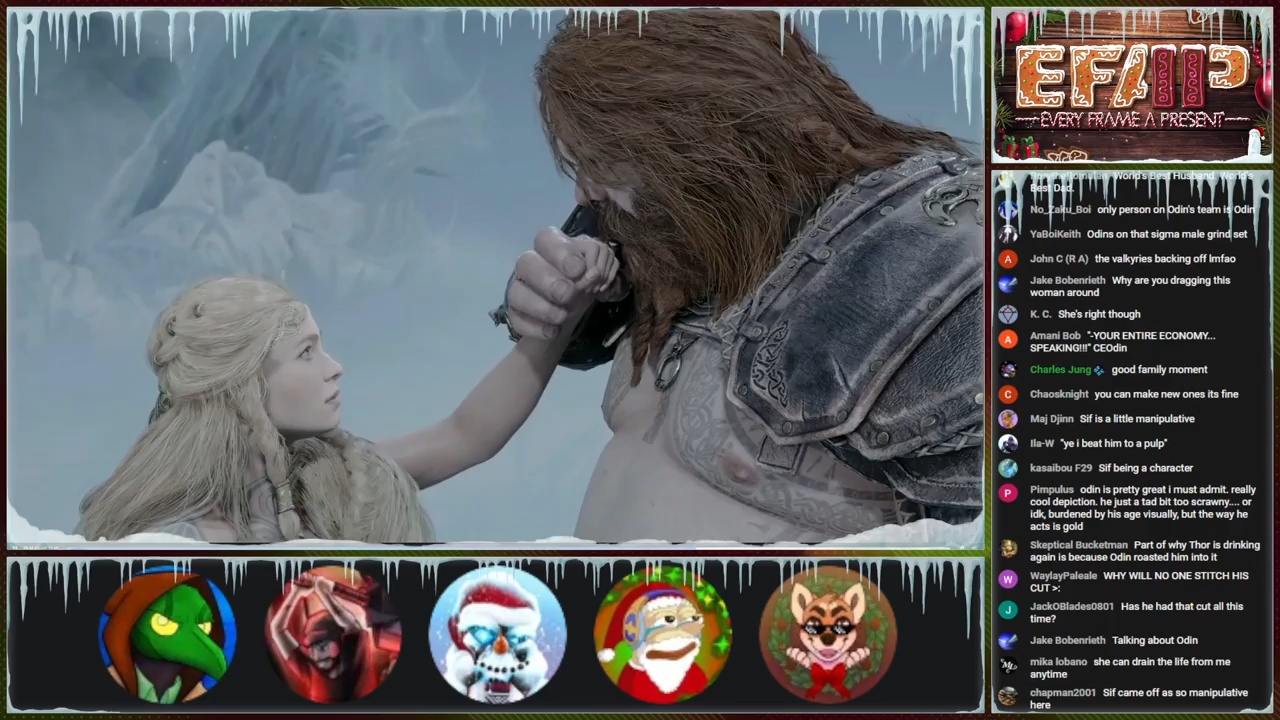 EFAP
EVERY FRAME A PRESENT
World's Best Husband, World's
Best Dad.
No_Zaku_Boi only person on Odin's team is Odin
YaBoiKeith Odins on that sigma male grind set
John C (R A) the valkyries backing off lmfao
Jake Bobenrieth Why are you dragging this
woman around
K. C. She's right though
Amani Bob "-YOUR ENTIRE ECONOMY...
SPEAKING!!!" CEOdin
Charles Jung good family moment
Chaosknight you can make new ones its fine
Maj Djinn Sif is a little manipulative
Ila-W "ye i beat him to a pulp"
kasaibou F29 Sif being a character
Pimpulus odin is pretty great i must admit. really
cool depiction. he just a tad bit too scrawny.... or
idk, burdened by his age visually, but the way he
acts is gold
Skeptical Bucketman Part of why Thor is drinking
again is because Odin roasted him into it
WaylayPaleale WHY WILL NO ONE STITCH HIS
CUT >:
JackOBlades0801 Has he had that cut all this
time?
Jake Bobenrieth Talking about Odin
mika lobano she can drain the life from me
anytime
chapman2001 Sif came off as so manipulative
here